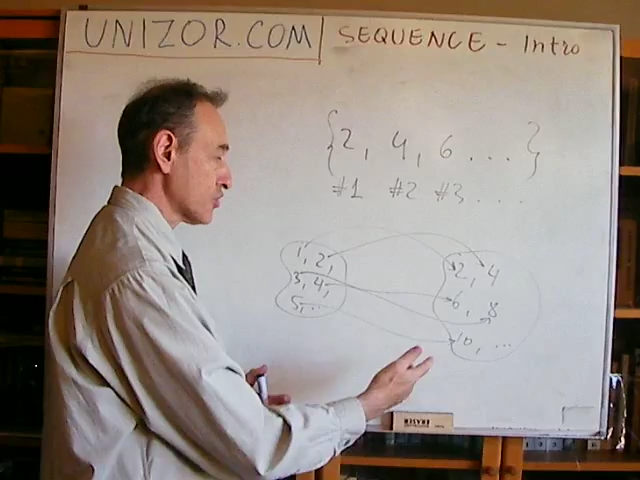 UNIZOR.COM | SEQUENCE - Intro
{2, 4, 6 . . . }
#1 #2 #3 . . . .
1, 2, 2, 4
3, 4, 6, 8
5, ... 10, ...